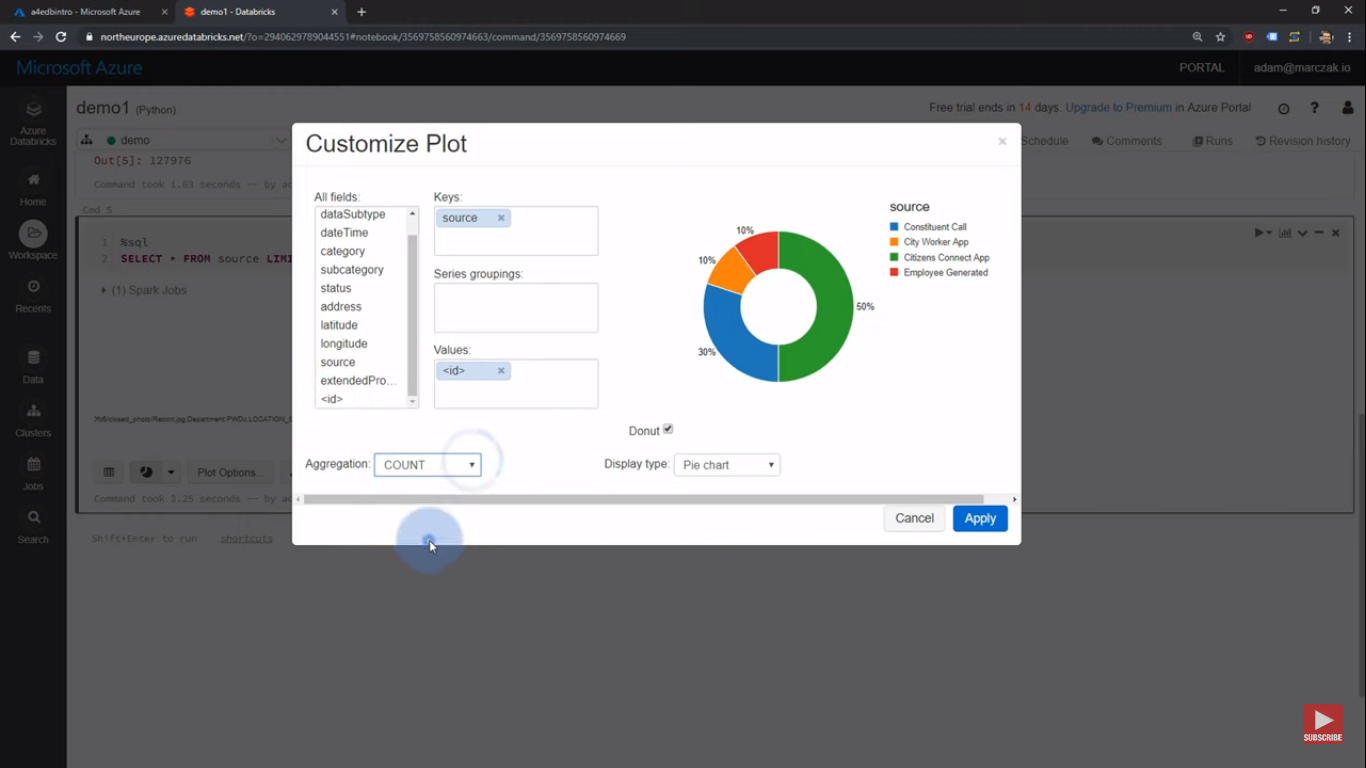 a4edbintro - Microsoft Azure
demo1 - Databricks
northeurope.azuredatabricks.net/?o=2940629789044551#notebook/3569758560974663/command/3569758560974669
Microsoft Azure
PORTAL
adam@marczak.io
Azure
Databricks
Home
Workspace
Recents
Data
Clusters
Jobs
Search
demo1 (Python)
Free trial ends in 14 days. Upgrade to Premium in Azure Portal
?
demo
Schedule
Comments
Runs
Revision history
Out[5]: 127976
Command took 1.63 seconds -- by ad
Cmd 5
1 %sql
2 SELECT * FROM source LIMI
(1) Spark Jobs
Plot Options...
Command took 3.25 seconds -- by ad
Shift+Enter to run shortcuts
Customize Plot
All fields:
dataSubtype
dateTime
category
subcategory
status
address
latitude
longitude
source
extendedPro...
<id>
Keys:
source
Series groupings:
Values:
<id>
source
Constituent Call
City Worker App
Citizens Connect App
Employee Generated
10%
10%
50%
30%
Donut
Aggregation: COUNT
Display type: Pie chart
Cancel
Apply
SUBSCRIBE